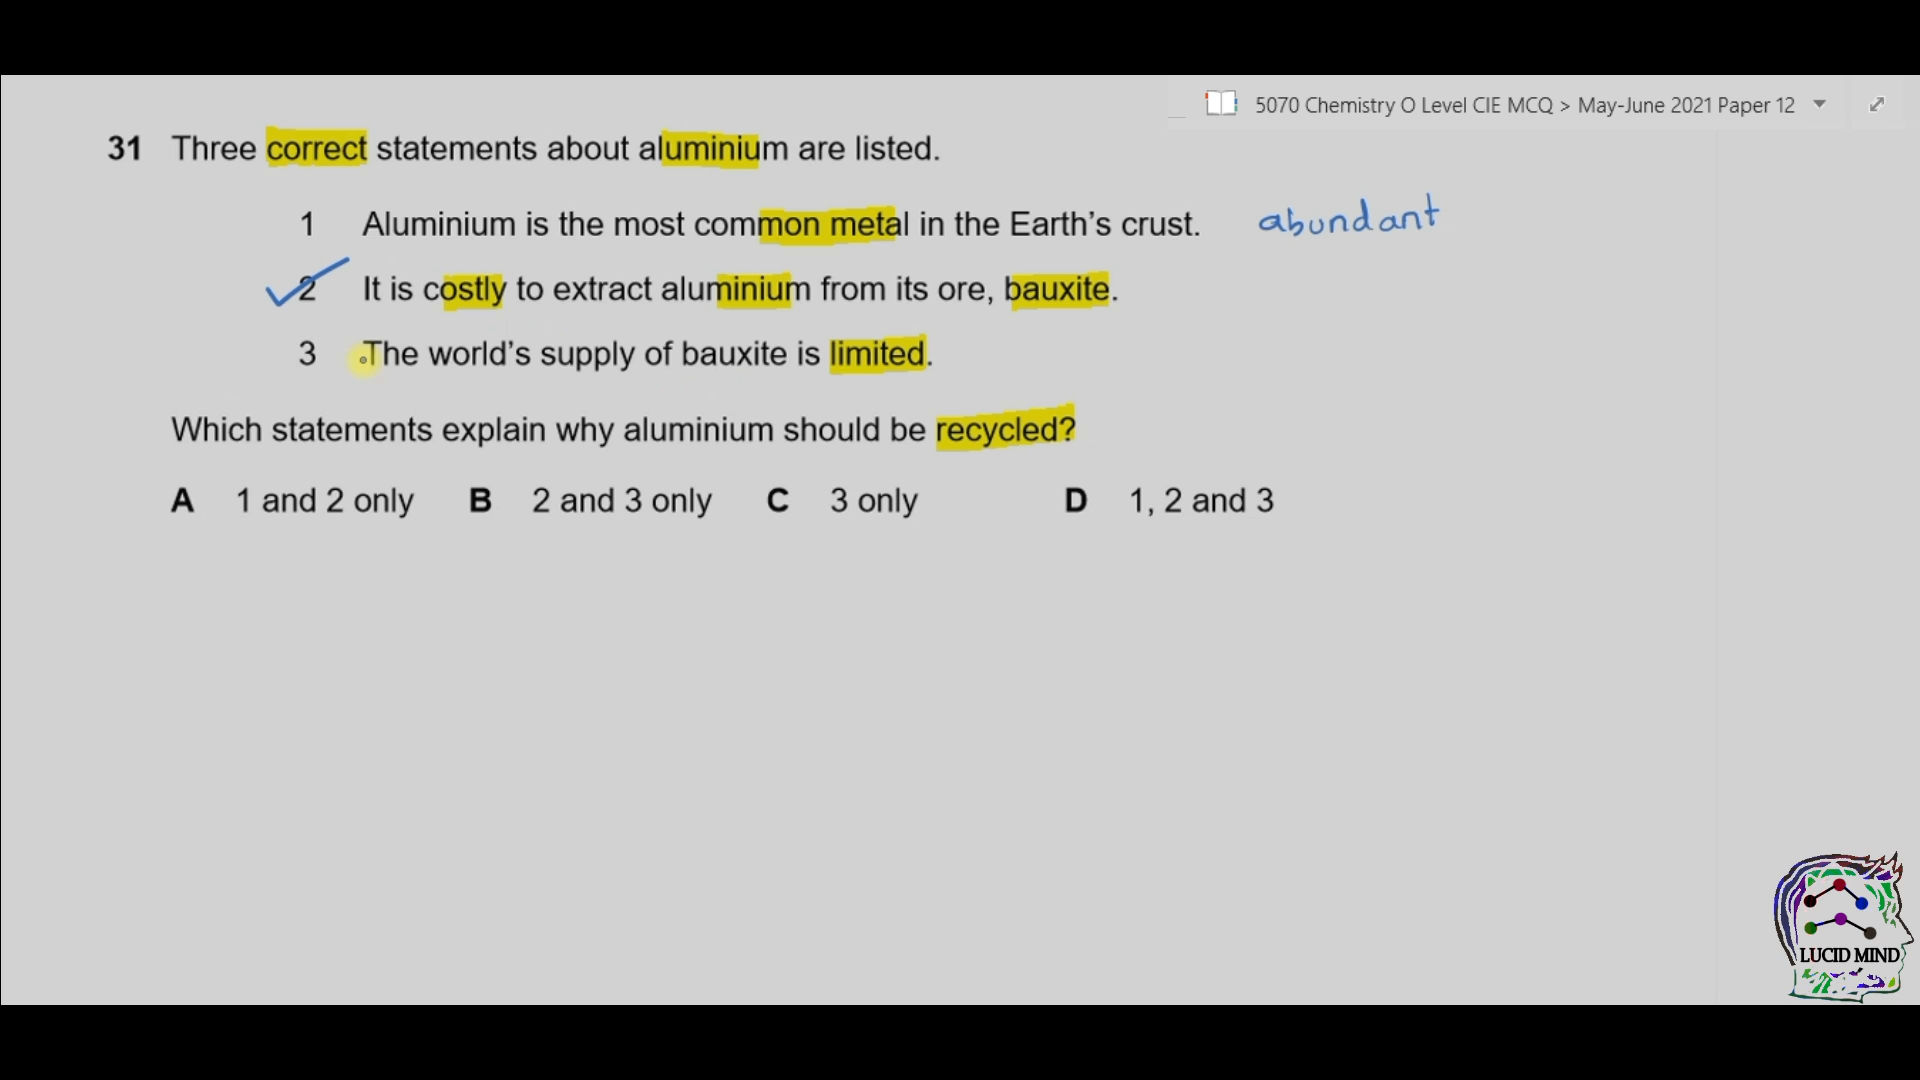 5070 Chemistry O Level CIE MCQ > May-June 2021 Paper 12
31 Three correct statements about aluminium are listed.
1 Aluminium is the most common metal in the Earth's crust. abundant
2 It is costly to extract aluminium from its ore, bauxite.
3 The world's supply of bauxite is limited.
Which statements explain why aluminium should be recycled?
A 1 and 2 only B 2 and 3 only C 3 only D 1, 2 and 3
LUCID MIND